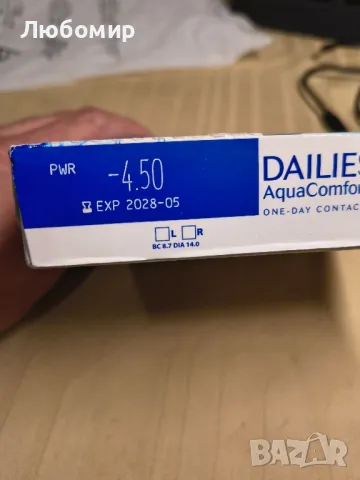 Любомир
PWR -4.50
EXP 2028-05
DAILIES
AquaComfor
ONE-DAY CONTAC
L R
BC 8.7 DIA 14.0
BAZAR